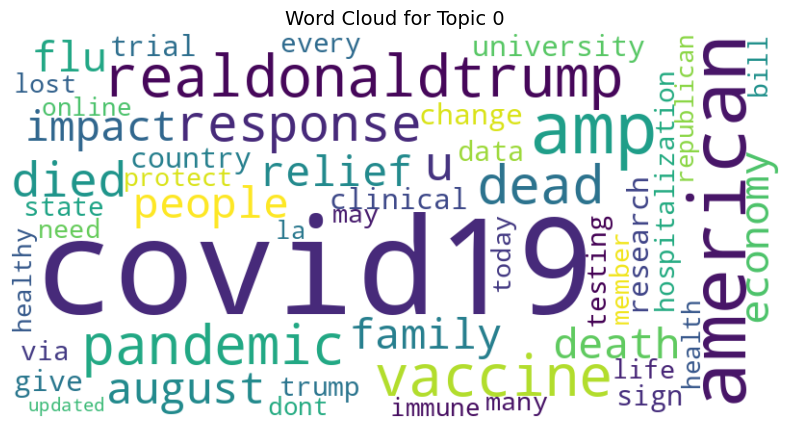 Word Cloud for Topic 0
flu trial every university republican bill
lost realdonaldtrump american
online
impact response change amp hospitalization
country data
died protect relief u dead economy
people clinical
state may research
need la today testing member
healthy covid19
pandemic family death health
via vaccine life
give august trump sign
updated dont immune many